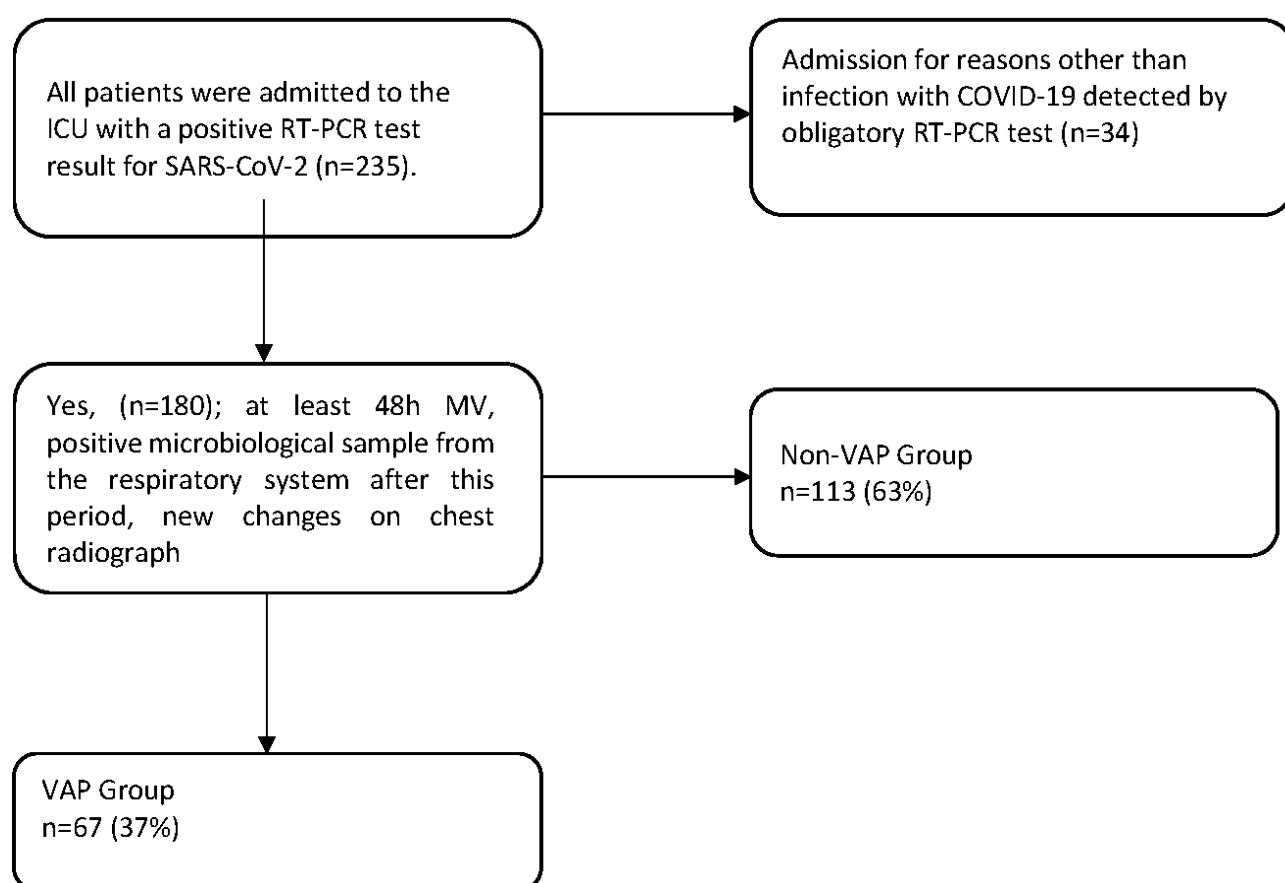 All patients were admitted to the
ICU with a positive RT-PCR test
result for SARS-CoV-2 (n=235).
Admission for reasons other than
infection with COVID-19 detected by
obligatory RT-PCR test (n=34)
Yes, (n=180); at least 48h MV,
positive microbiological sample from
the respiratory system after this
period, new changes on chest
radiograph
Non-VAP Group
n=113 (63%)
VAP Group
n=67 (37%)